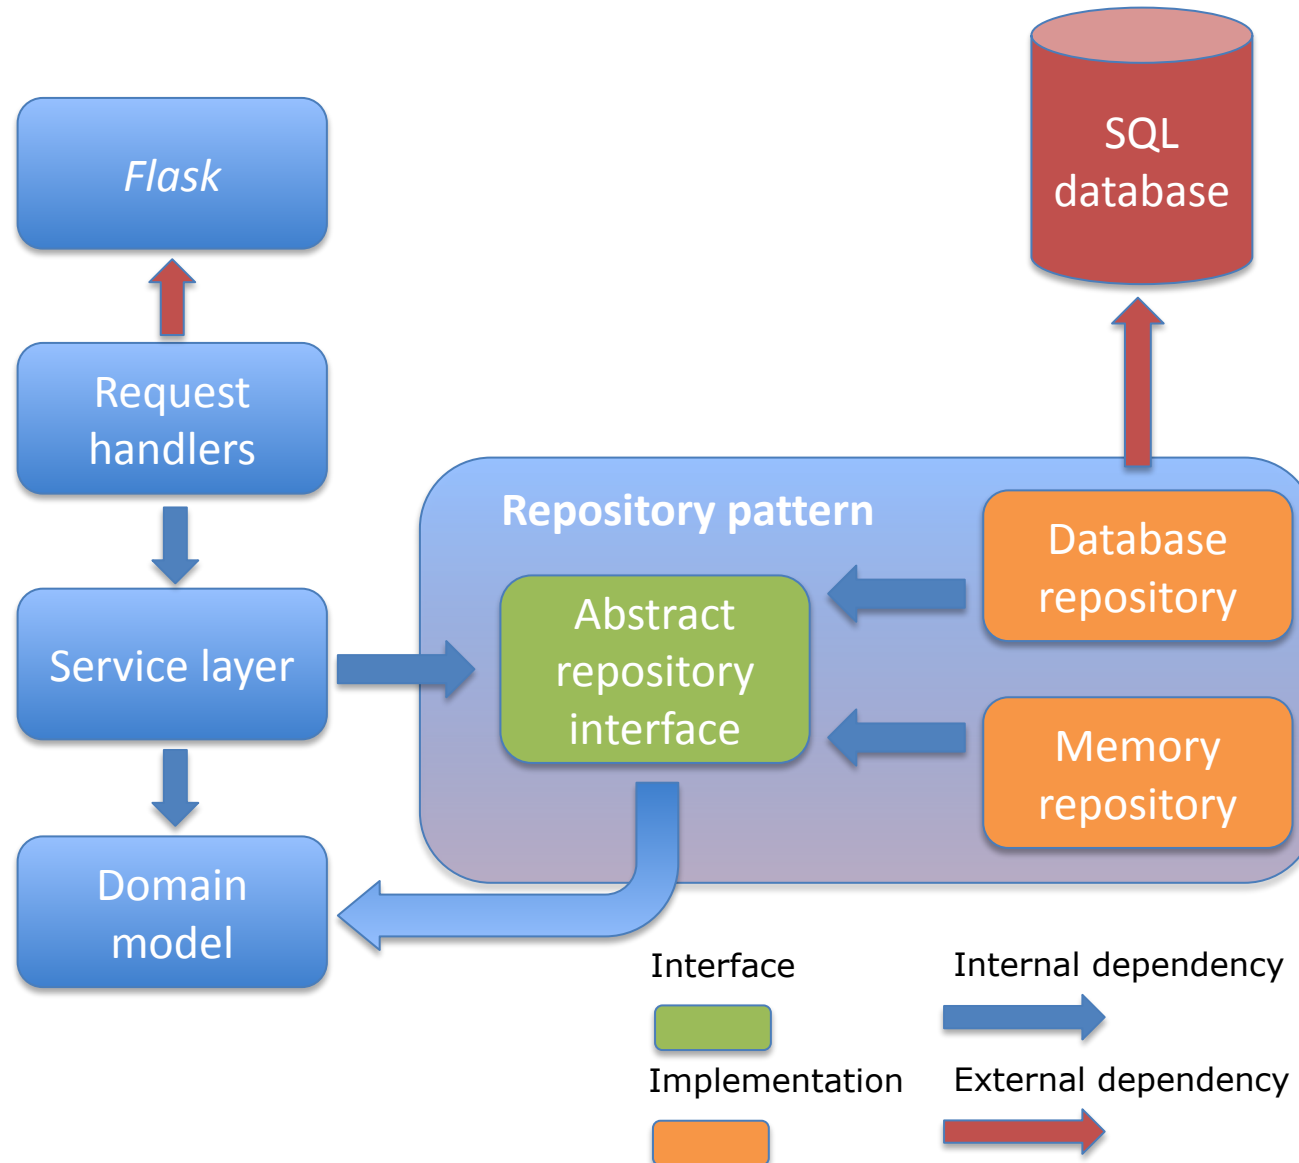 Flask
SQL
database
Request
handlers
Repository pattern
Database
repository
Abstract
repository
interface
Service layer
Memory
repository
Domain
model
Interface
Internal dependency
Implementation
External dependency